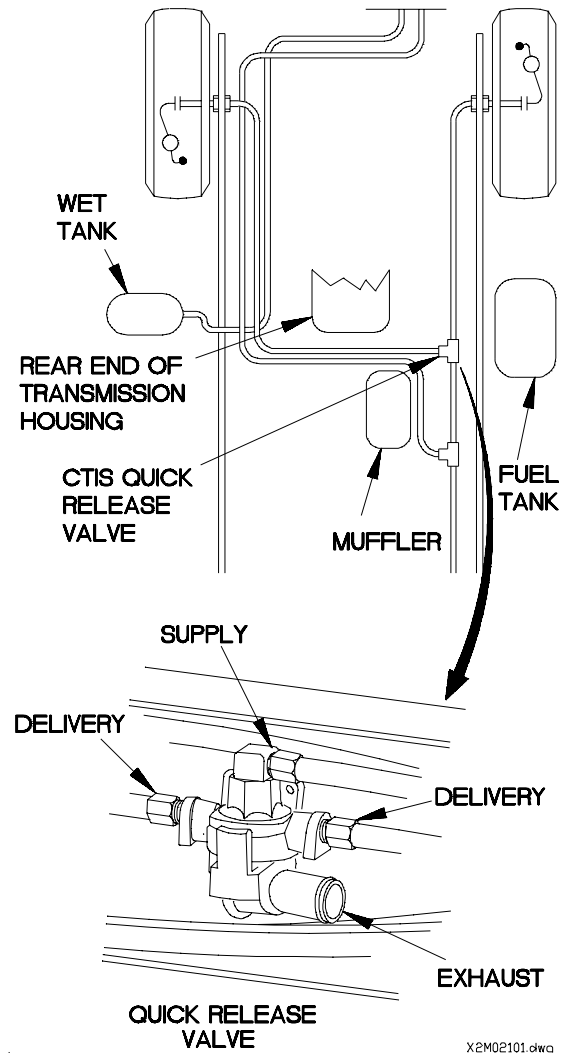 WET
TANK
REAR END OF
TRANSMISSION
HOUSING
CTIS QUICK
RELEASE
VALVE
MUFFLER
FUEL
TANK
SUPPLY
DELIVERY
DELIVERY
EXHAUST
QUICK RELEASE
VALVE
X2M02101.dwg